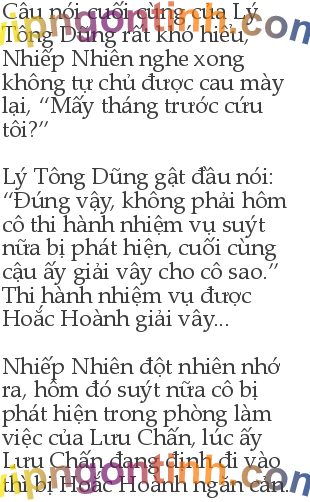 Câu nói cuối cùng của Lý
Tông Dũng rất khó hiểu,
vipngontinh.com
Nhiếp Nhiên nghe xong
không tự chủ được cau mày
lại, “Mấy tháng trước cứu
tôi?”
Lý Tông Dũng gật đầu nói:
“Đúng vậy, không phải hôm
cô thi hành nhiệm vụ suýt
nữa bị phát hiện, cuối cùng
cậu ấy giải vây cho cô sao.”
Thi hành nhiệm vụ được
Hoắc Hoành giải vây...
Nhiếp Nhiên đột nhiên nhớ
ra, hôm đó suýt nữa cô bị
phát hiện trong phòng làm
việc của Lưu Chấn, lúc ấy
Lưu Chấn đang định đi vào
thì bị Hoắc Hoành ngăn cản.
vipngontinh.com